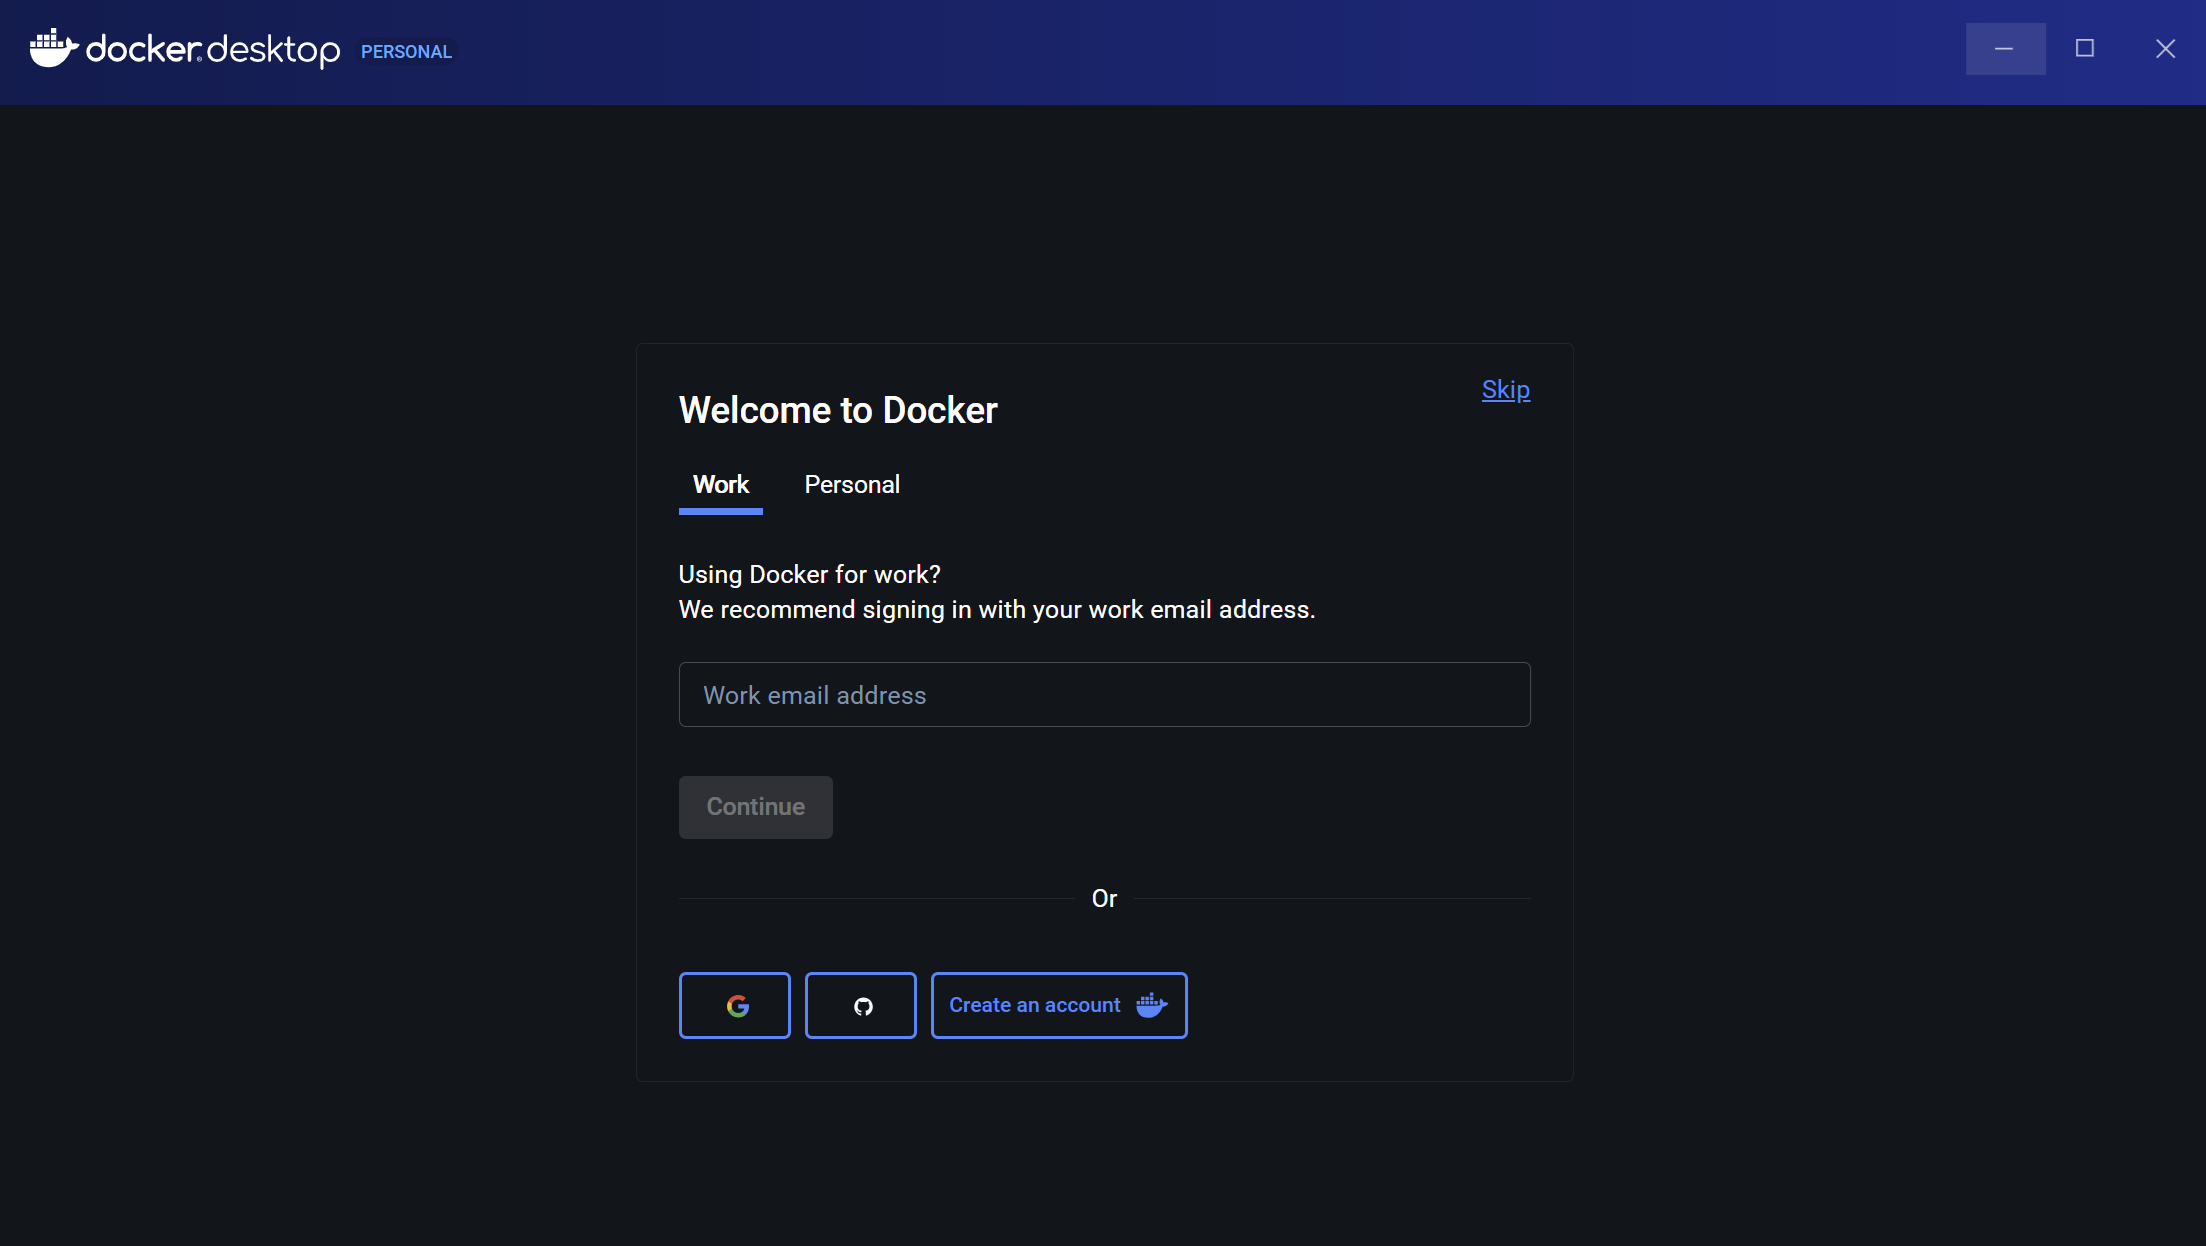 docker desktop PERSONAL
Skip
Welcome to Docker
Work Personal
Using Docker for work?
We recommend signing in with your work email address.
Work email address
Continue
Or
Create an account